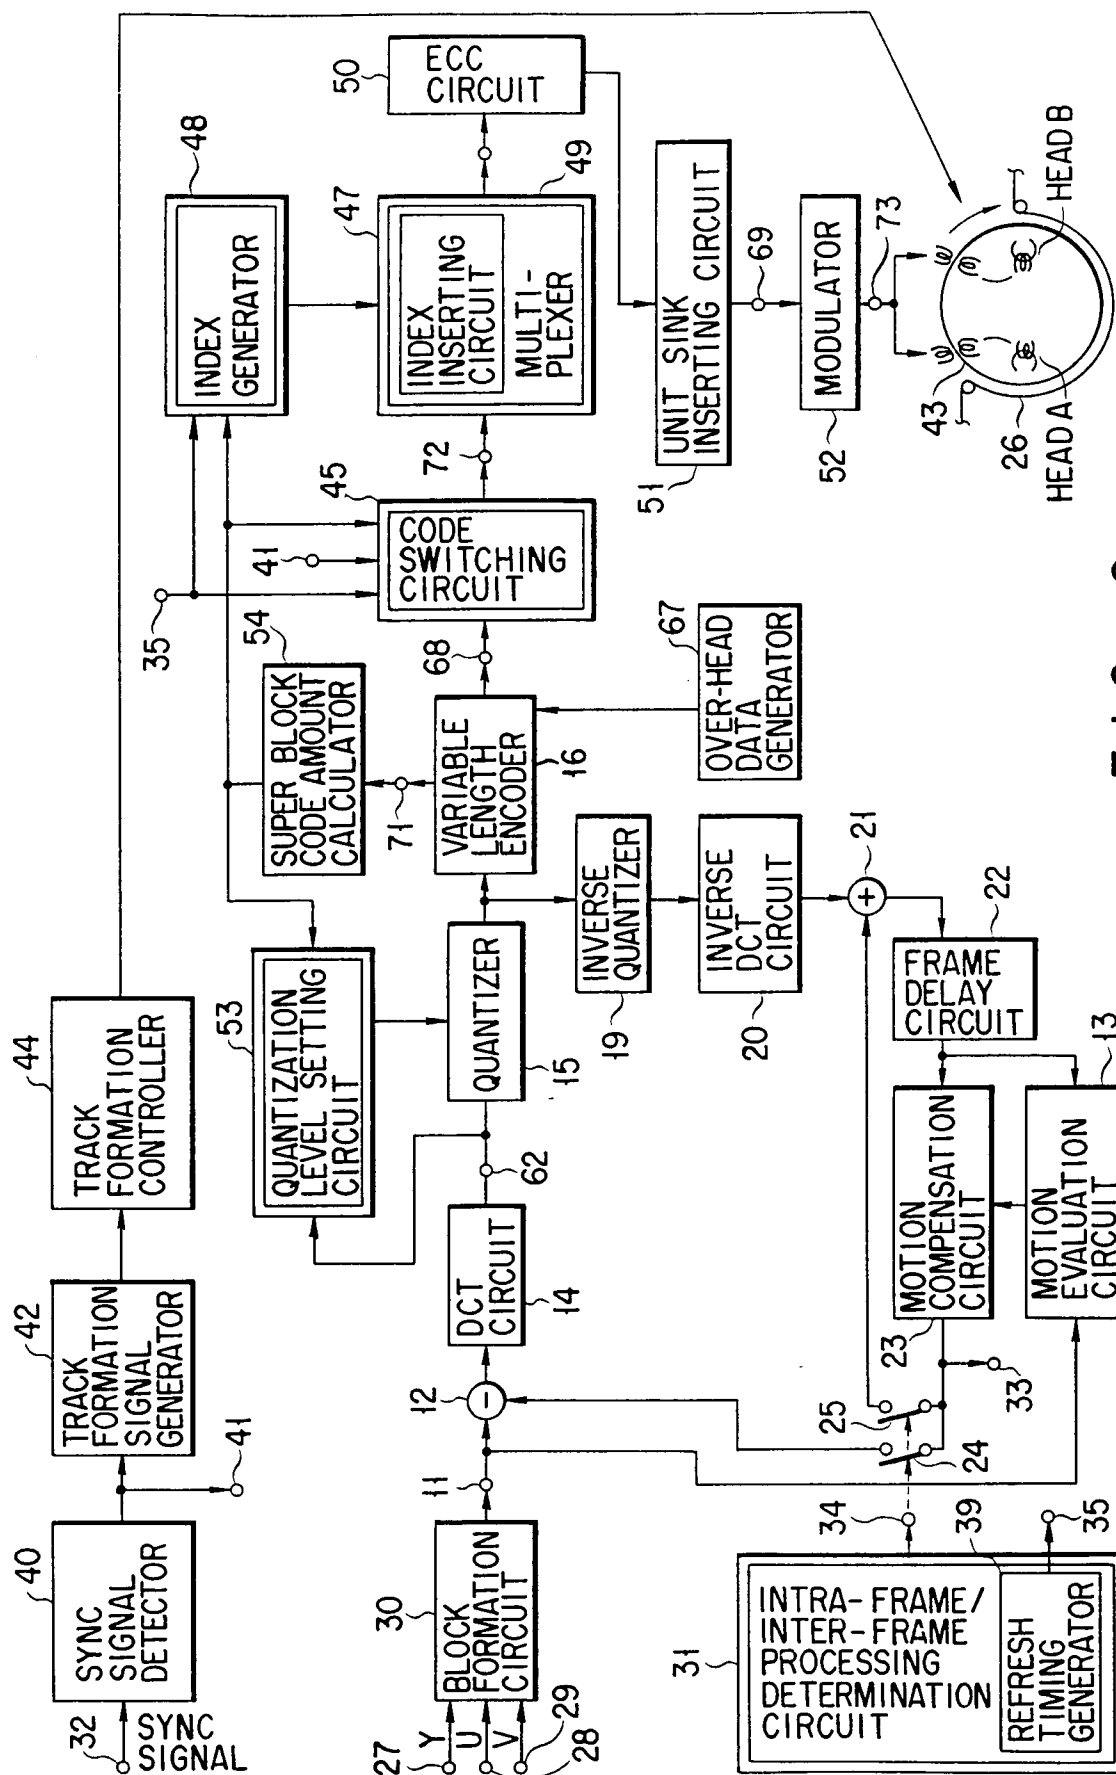 32
SYNC
SIGNAL
40
SYNC
SIGNAL
DETECTOR
41
42
TRACK
FORMATION
SIGNAL
GENERATOR
44
TRACK
FORMATION
CONTROLLER
27
Y
28
U
29
V
30
BLOCK
FORMATION
CIRCUIT
11
12
−
14
DCT
CIRCUIT
62
53
QUANTIZATION
LEVEL SETTING
CIRCUIT
15
QUANTIZER
54
SUPER BLOCK
CODE AMOUNT
CALCULATOR
71
VARIABLE
LENGTH
ENCODER
16
68
35
41
45
CODE
SWITCHING
CIRCUIT
72
48
INDEX
GENERATOR
47
INDEX
INSERTING
CIRCUIT
MULTI-
PLEXER
49
50
ECC
CIRCUIT
67
OVER-HEAD
DATA
GENERATOR
51
UNIT SINK
INSERTING CIRCUIT
69
52
MODULATOR
73
43
26
HEAD A
HEAD B
19
INVERSE
QUANTIZER
20
INVERSE
DCT
CIRCUIT
21
+
22
FRAME
DELAY
CIRCUIT
23
MOTION
COMPENSATION
CIRCUIT
13
MOTION
EVALUATION
CIRCUIT
33
25
24
34
31
INTRA-FRAME/
INTER-FRAME
PROCESSING
DETERMINATION
CIRCUIT
39
REFRESH
TIMING
GENERATOR
35